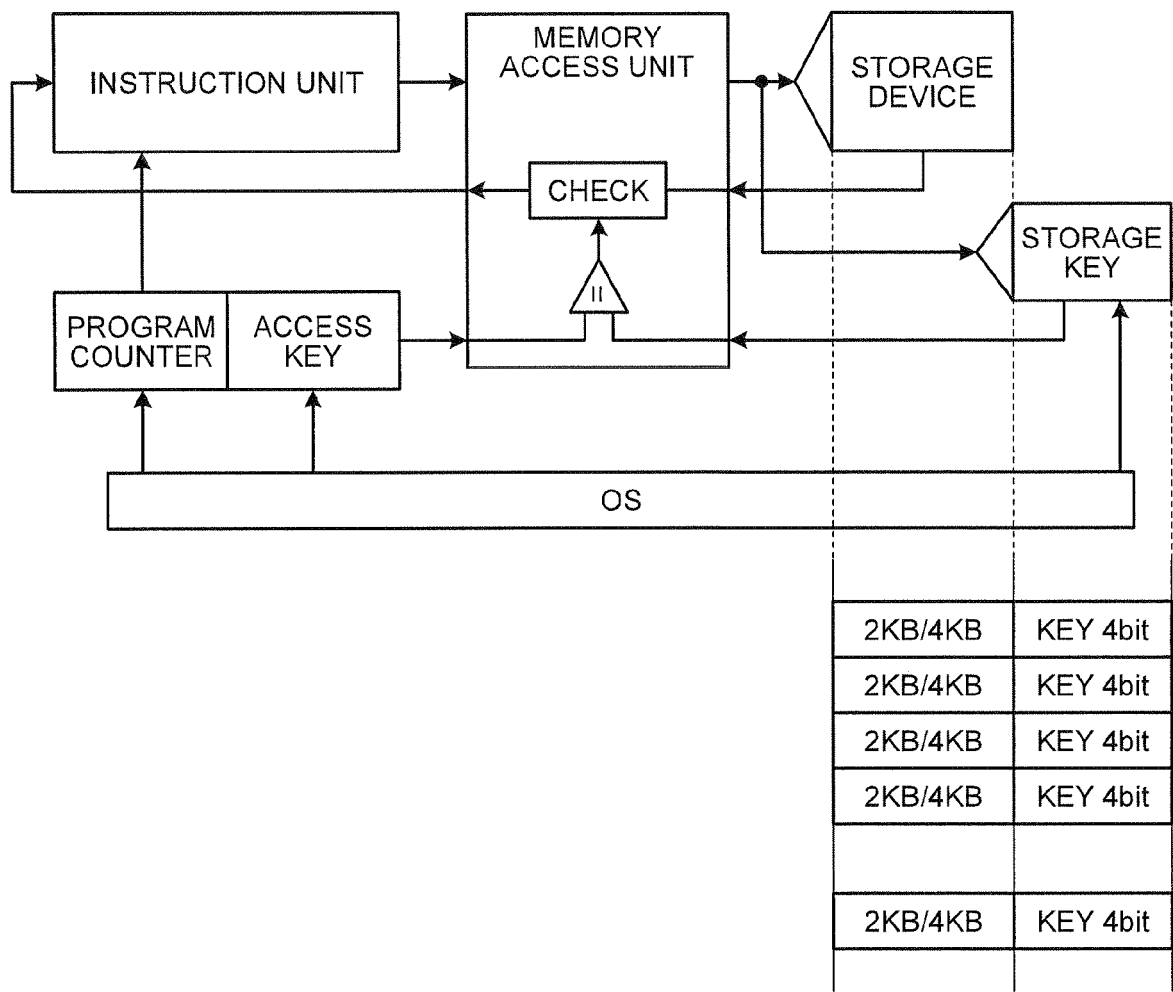 INSTRUCTION UNIT
MEMORY
ACCESS UNIT
STORAGE
DEVICE
CHECK
STORAGE
KEY
=
PROGRAM
COUNTER
ACCESS
KEY
OS
2KB/4KB KEY 4bit
2KB/4KB KEY 4bit
2KB/4KB KEY 4bit
2KB/4KB KEY 4bit
2KB/4KB KEY 4bit